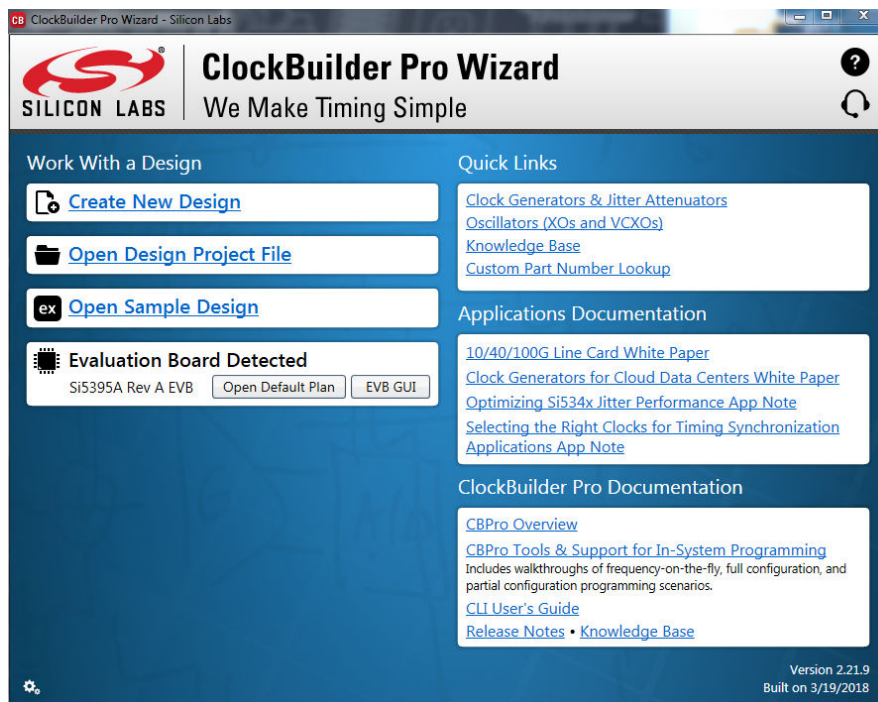 CB ClockBuilder Pro Wizard - Silicon Labs
SILICON LABS
ClockBuilder Pro Wizard
We Make Timing Simple
?
Work With a Design
Create New Design
Open Design Project File
ex Open Sample Design
Evaluation Board Detected
Si5395A Rev A EVB Open Default Plan EVB GUI
Quick Links
Clock Generators & Jitter Attenuators
Oscillators (XOs and VCXOs)
Knowledge Base
Custom Part Number Lookup
Applications Documentation
10/40/100G Line Card White Paper
Clock Generators for Cloud Data Centers White Paper
Optimizing Si534x Jitter Performance App Note
Selecting the Right Clocks for Timing Synchronization
Applications App Note
ClockBuilder Pro Documentation
CBPro Overview
CBPro Tools & Support for In-System Programming
Includes walkthroughs of frequency-on-the-fly, full configuration, and
partial configuration programming scenarios.
CLI User's Guide
Release Notes • Knowledge Base
Version 2.21.9
Built on 3/19/2018